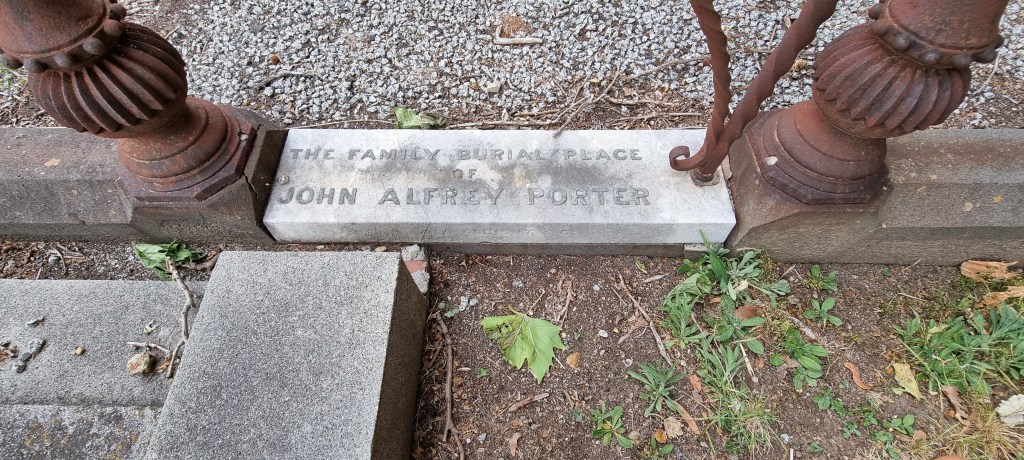 THE FAMILY BURIAL PLACE
OF
JOHN ALFREY PORTER